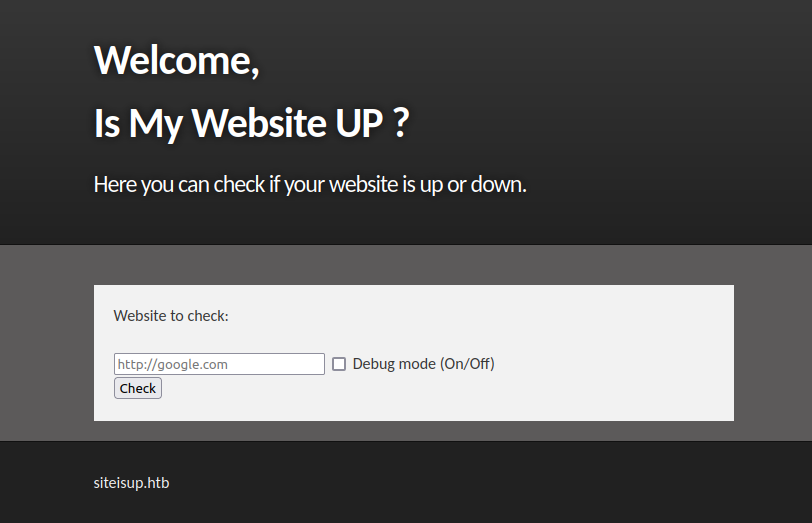 Welcome,
Is My Website UP ?
Here you can check if your website is up or down.
Website to check:
http://google.com Debug mode (On/Off)
Check
siteisup.htb